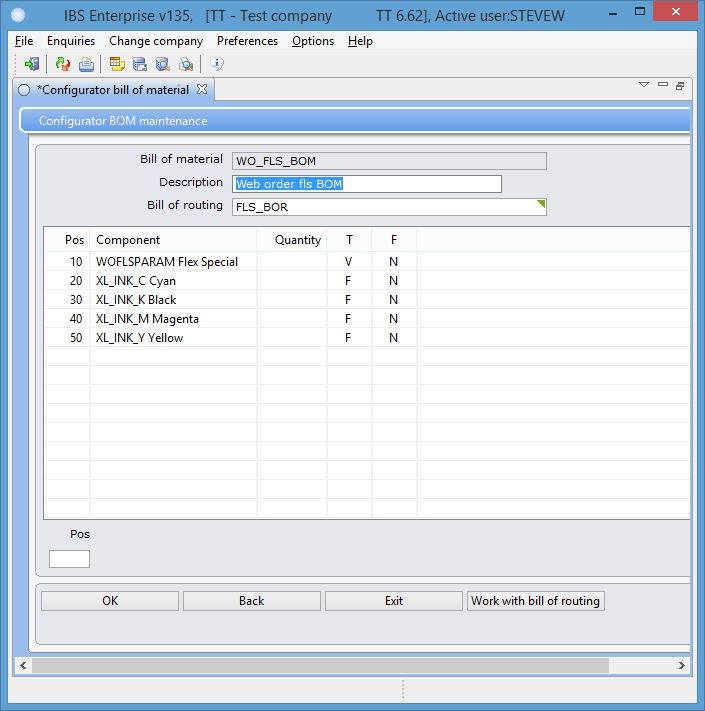 IBS Enterprise v135, [TT - Test company TT 6.62], Active user:STEVEW
File Enquiries Change company Preferences Options Help
*Configurator bill of material
Configurator BOM maintenance
Bill of material WO_FLS_BOM
Description Web order fls BOM
Bill of routing FLS_BOR
Pos Component Quantity T F
10 WOFLSPARAM Flex Special V N
20 XL_INK_C Cyan F N
30 XL_INK_K Black F N
40 XL_INK_M Magenta F N
50 XL_INK_Y Yellow F N
Pos
OK Back Exit Work with bill of routing